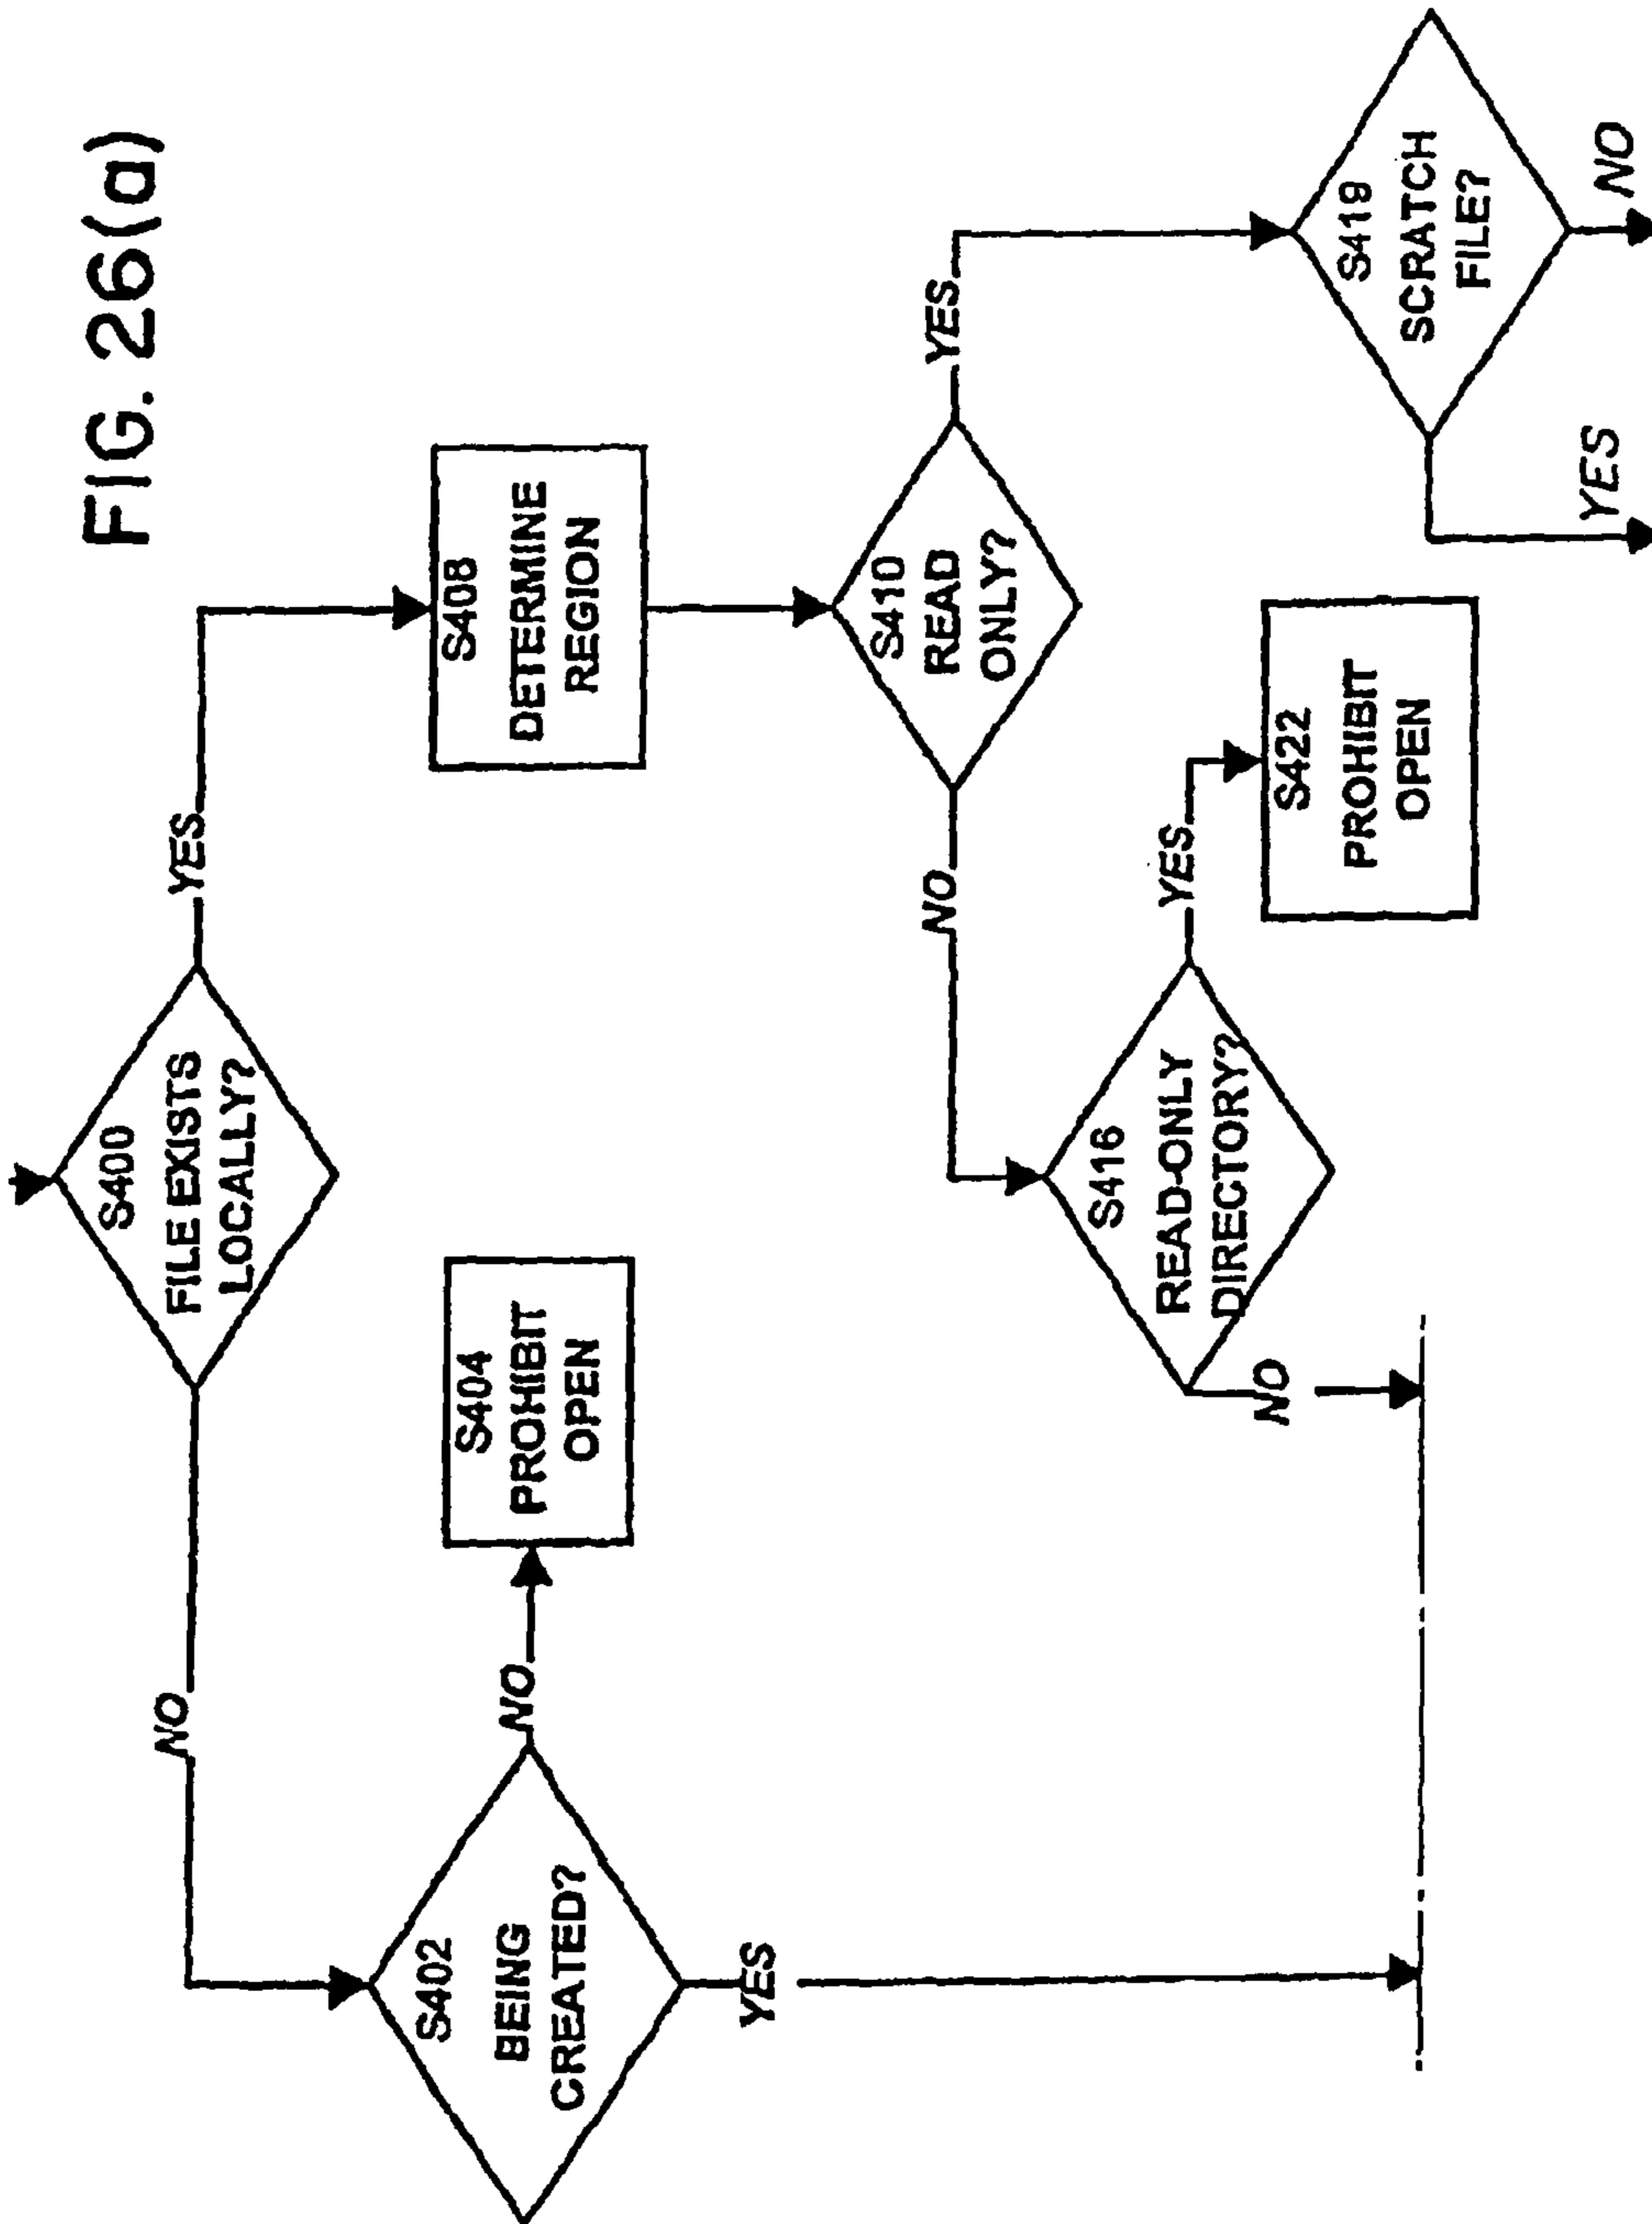 FIG. 26(a)
S400
FILE EXISTS
LOCALLY?
NO
YES
S402
BEING
CREATED?
NO
YES
S404
PROHIBIT
OPEN
S408
DETERMINE
REGION
S410
READ
ONLY?
NO
YES
S416
READ-ONLY
DIRECTORY?
NO
YES
S422
PROHIBIT
OPEN
S419
SCRATCH
FILE?
YES
NO